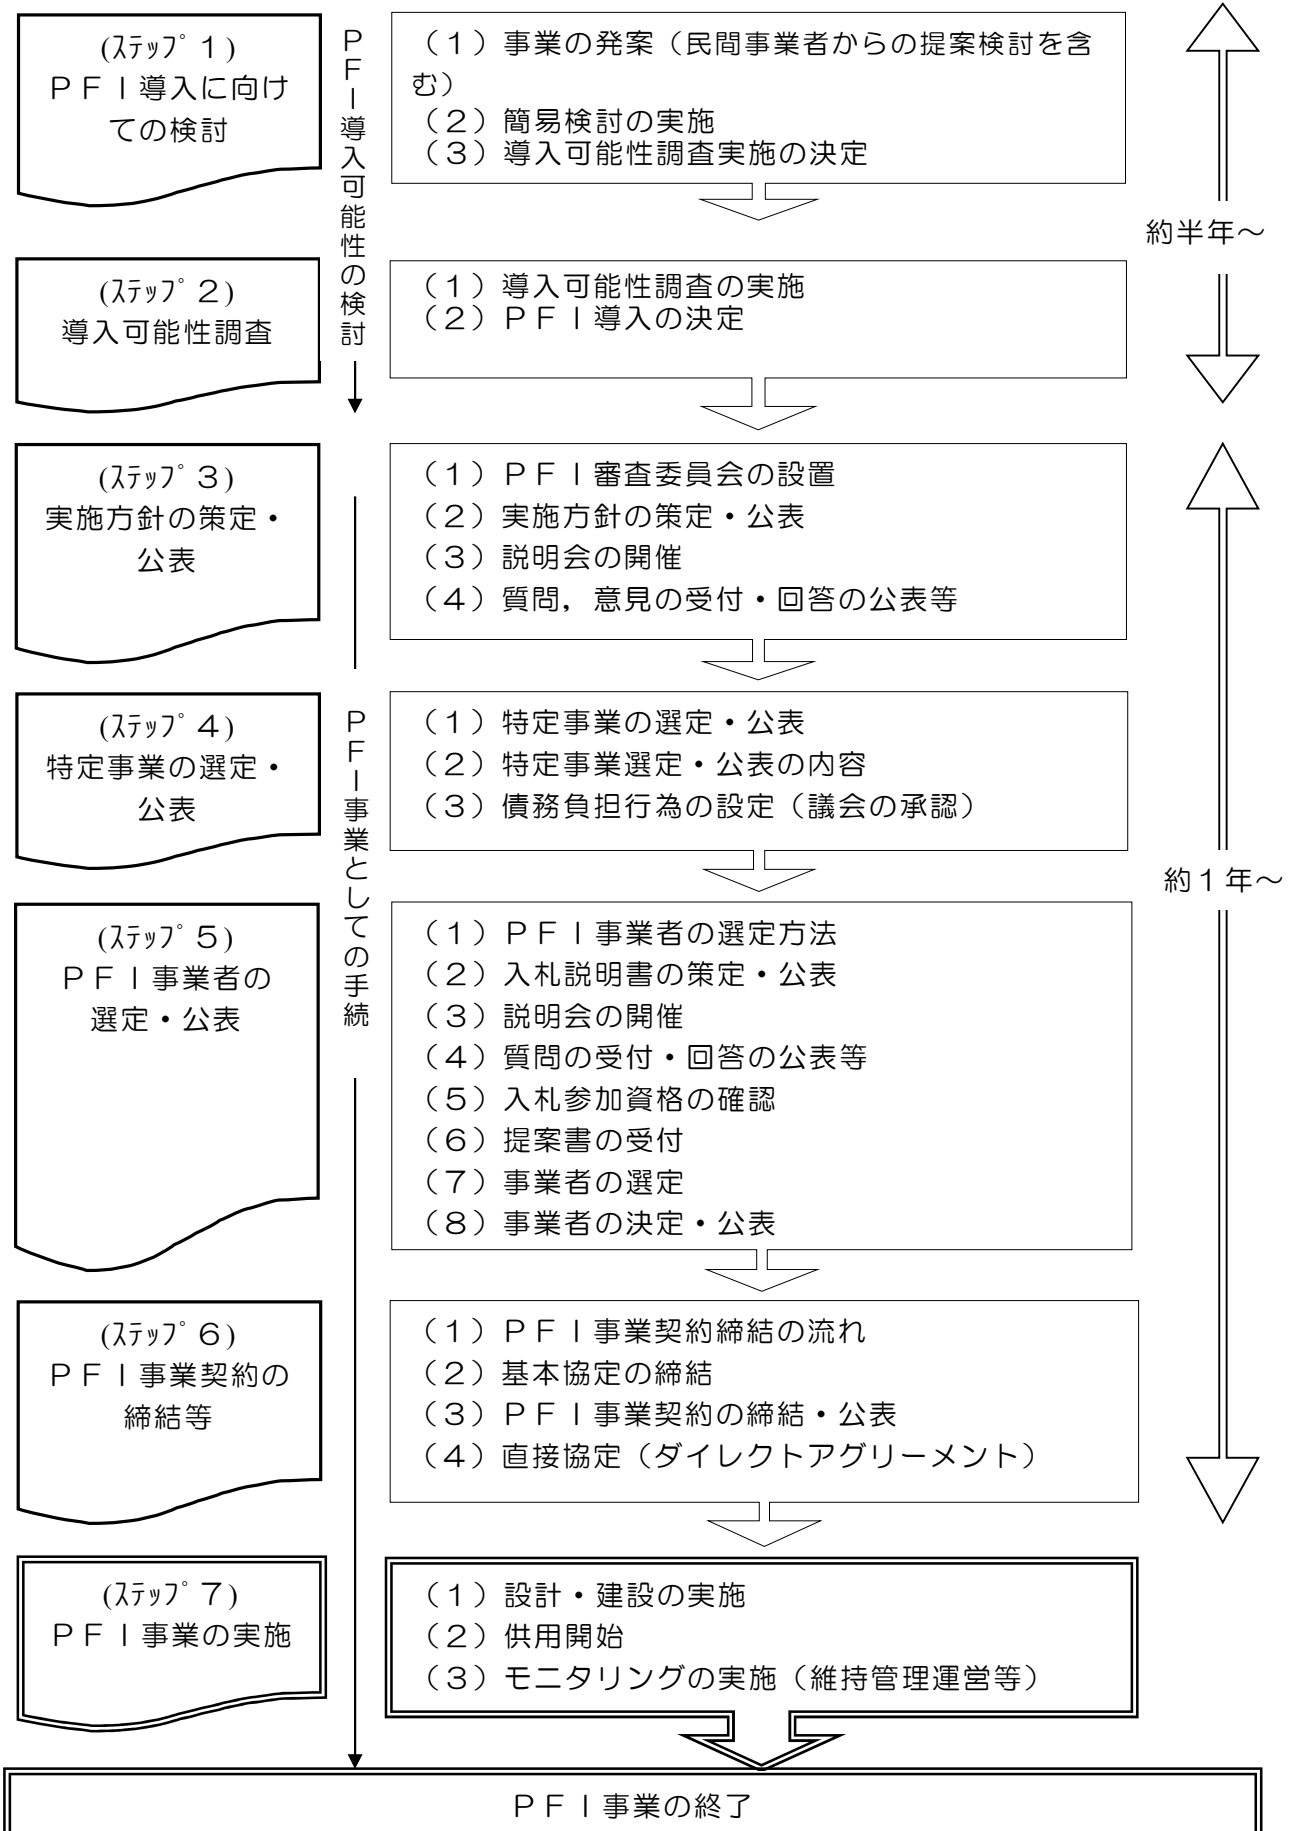 (ｽﾃｯﾌﾟ１)
ＰＦＩ導入に向け
ての検討
ＰＦＩ導入可能性の検討
（１）事業の発案（民間事業者からの提案検討を含
む）
（２）簡易検討の実施
（３）導入可能性調査実施の決定
約半年～
(ｽﾃｯﾌﾟ２)
導入可能性調査
（１）導入可能性調査の実施
（２）ＰＦＩ導入の決定
(ｽﾃｯﾌﾟ３)
実施方針の策定・
公表
（１）ＰＦＩ審査委員会の設置
（２）実施方針の策定・公表
（３）説明会の開催
（４）質問，意見の受付・回答の公表等
(ｽﾃｯﾌﾟ４)
特定事業の選定・
公表
ＰＦＩ事業としての手続
（１）特定事業の選定・公表
（２）特定事業選定・公表の内容
（３）債務負担行為の設定（議会の承認）
約１年～
(ｽﾃｯﾌﾟ５)
ＰＦＩ事業者の
選定・公表
（１）ＰＦＩ事業者の選定方法
（２）入札説明書の策定・公表
（３）説明会の開催
（４）質問の受付・回答の公表等
（５）入札参加資格の確認
（６）提案書の受付
（７）事業者の選定
（８）事業者の決定・公表
(ｽﾃｯﾌﾟ６)
ＰＦＩ事業契約の
締結等
（１）ＰＦＩ事業契約締結の流れ
（２）基本協定の締結
（３）ＰＦＩ事業契約の締結・公表
（４）直接協定（ダイレクトアグリーメント）
(ｽﾃｯﾌﾟ７)
ＰＦＩ事業の実施
（１）設計・建設の実施
（２）供用開始
（３）モニタリングの実施（維持管理運営等）
ＰＦＩ事業の終了